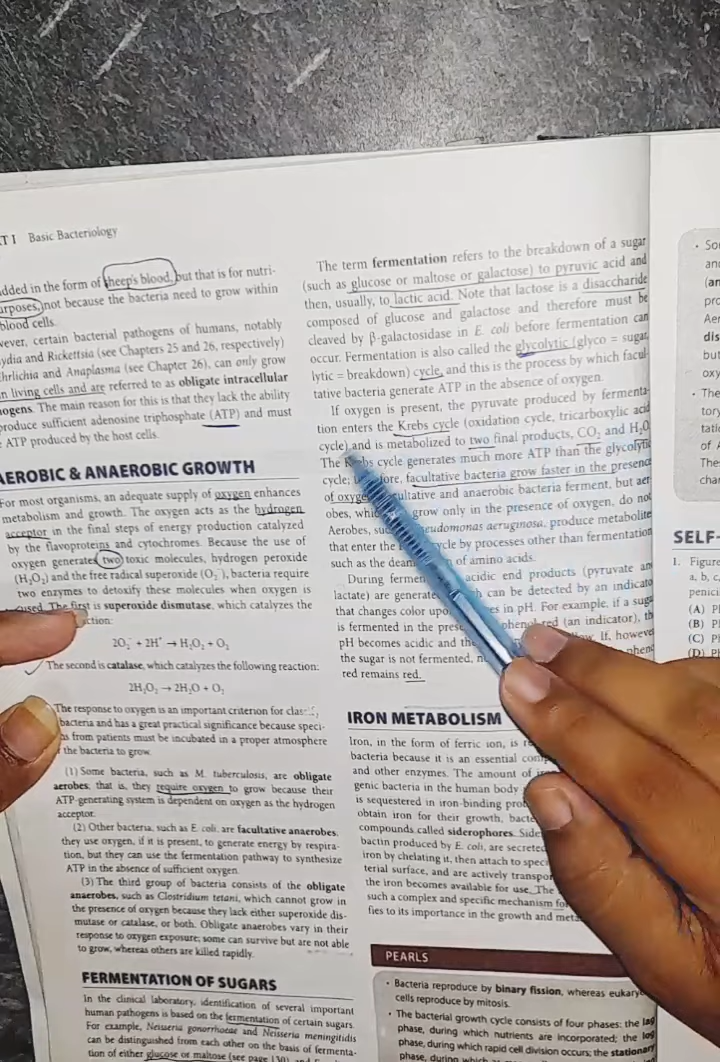 T I Basic Bacteriology
added in the form of sheep's blood, but that is for nutri-
urposes, not because the bacteria need to grow within
blood cells.
wever, certain bacterial pathogens of humans, notably
ydia and Rickettsia (see Chapters 25 and 26, respectively)
Ehrlichia and Anaplasma (see Chapter 26), can only grow
in living cells and are referred to as obligate intracellular
ogens. The main reason for this is that they lack the ability
produce sufficient adenosine triphosphate (ATP) and must
ATP produced by the host cells.
AEROBIC & ANAEROBIC GROWTH
For most organisms, an adequate supply of oxygen enhances
metabolism and growth. The oxygen acts as the hydrogen
acceptor in the final steps of energy production catalyzed
by the flavoproteins and cytochromes. Because the use of
oxygen generates two toxic molecules, hydrogen peroxide
(H₂O₂) and the free radical superoxide (O₂⁻), bacteria require
two enzymes to detoxify these molecules when oxygen is
used. The first is superoxide dismutase, which catalyzes the
ction:
2O₂⁻ + 2H⁺ → H₂O₂ + O₂
The second is catalase, which catalyzes the following reaction:
2H₂O₂ → 2H₂O + O₂
The response to oxygen is an important criterion for
bacteria and has a great practical significance because speci-
from patients must be incubated in a proper atmosphere
the bacteria to grow.
(1) Some bacteria, such as M. tuberculosis, are obligate
aerobes; that is, they require oxygen to grow because their
ATP-generating system is dependent on oxygen as the hydrogen
acceptor.
(2) Other bacteria, such as E. coli, are facultative anaerobes;
they use oxygen, if it is present, to generate energy by respira-
tion, but they can use the fermentation pathway to synthesize
ATP in the absence of sufficient oxygen.
(3) The third group of bacteria consists of the obligate
anaerobes, such as Clostridium tetani, which cannot grow in
the presence of oxygen because they lack either superoxide dis-
mutase or catalase, or both. Obligate anaerobes vary in their
response to oxygen exposure; some can survive but are not able
to grow, whereas others are killed rapidly.
FERMENTATION OF SUGARS
In the clinical laboratory, identification of several important
human pathogens is based on the fermentation of certain sugars.
For example, Neisseria gonorrhoeae and Neisseria meningitidis
can be distinguished from each other on the basis of fermenta-
tion of either glucose or maltose (see page 130), and
The term fermentation refers to the breakdown of a sugar
(such as glucose or maltose or galactose) to pyruvic acid and
then, usually, to lactic acid. Note that lactose is a disaccharide
composed of glucose and galactose and therefore must be
cleaved by β-galactosidase in E. coli before fermentation can
occur. Fermentation is also called the glycolytic (glyco = sugar,
lytic = breakdown) cycle, and this is the process by which facul
tative bacteria generate ATP in the absence of oxygen.
If oxygen is present, the pyruvate produced by fermenta
tion enters the Krebs cycle (oxidation cycle, tricarboxylic acid
cycle) and is metabolized to two final products, CO₂ and H₂O
The Krebs cycle generates much more ATP than the glycolytic
cycle; fore, facultative bacteria grow faster in the presence
of oxygen. cultative and anaerobic bacteria ferment, but aer
obes, grow only in the presence of oxygen, do not
Aerobes, eudomonas aeruginosa, produce metabolite
that enter the ycle by processes other than fermentation
such as the of amino acids.
During acidic end products (pyruvate an
lactate) are can be detected by an indicato
that changes color es in pH. For example, if a suga
is fermented in the phenol red (an indicator), th
pH becomes acidic and If, howeve
the sugar is not fermented,
red remains red.
IRON METABOLISM
Iron, in the form of ferric ion, is
bacteria because it is an essential
and other enzymes. The amount of
genic bacteria in the human body
is sequestered in iron-binding
obtain iron for their growth,
compounds called siderophores.
bactin produced by E. coli, are secreted
iron by chelating it, then attach to
terial surface, and are actively
the iron becomes available for use. The
such a complex and specific mechanism
fies to its importance in the growth and
PEARLS
• Bacteria reproduce by binary fission, whereas
cells reproduce by mitosis.
• The bacterial growth cycle consists of four phases: the lag
phase, during which nutrients are incorporated; the log
phase, during which rapid cell division occurs; the stationary
phase, during which
• So
an
(an
pro
Aer
dis
but
oxy
• The
tory
tati
of A
The
char
SELF-
1. Figure
a, b, c,
penici
(A) P
(B) P
(C) P
(D) P